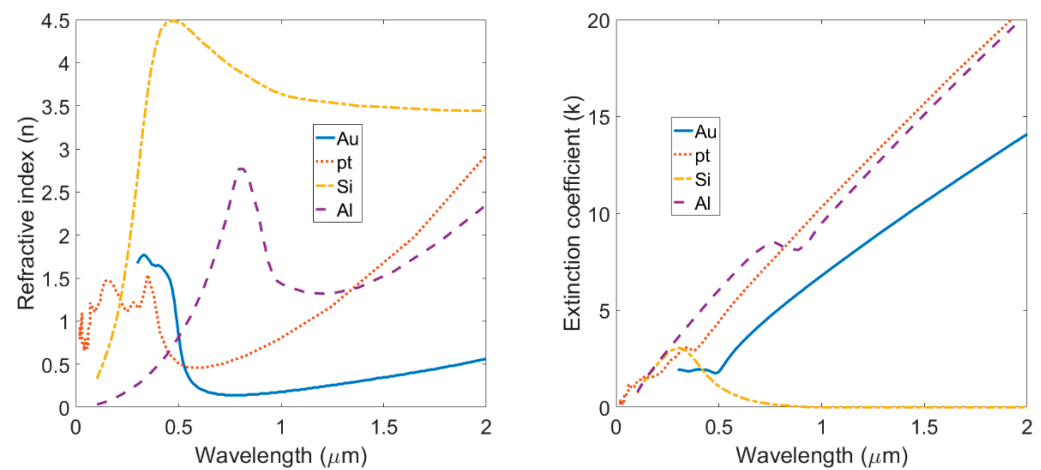 Refractive index (n)
4.5
4
3.5
3
2.5
2
1.5
1
0.5
0
0
0.5
1
1.5
2
Wavelength (μm)
Au
pt
Si
Al
Extinction coefficient (k)
20
15
10
5
0
0
0.5
1
1.5
2
Wavelength (μm)
Au
pt
Si
Al